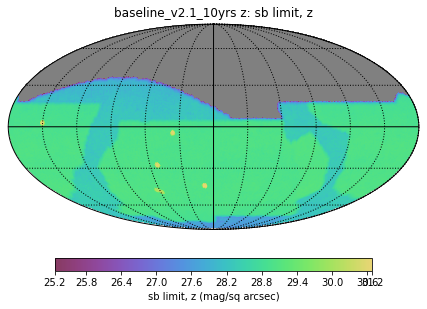 baseline_v2.1_10yrs z: sb limit, z
25.2 25.8 26.4 27.0 27.6 28.2 28.8 29.4 30.0
sb limit, z (mag/sq arcsec)